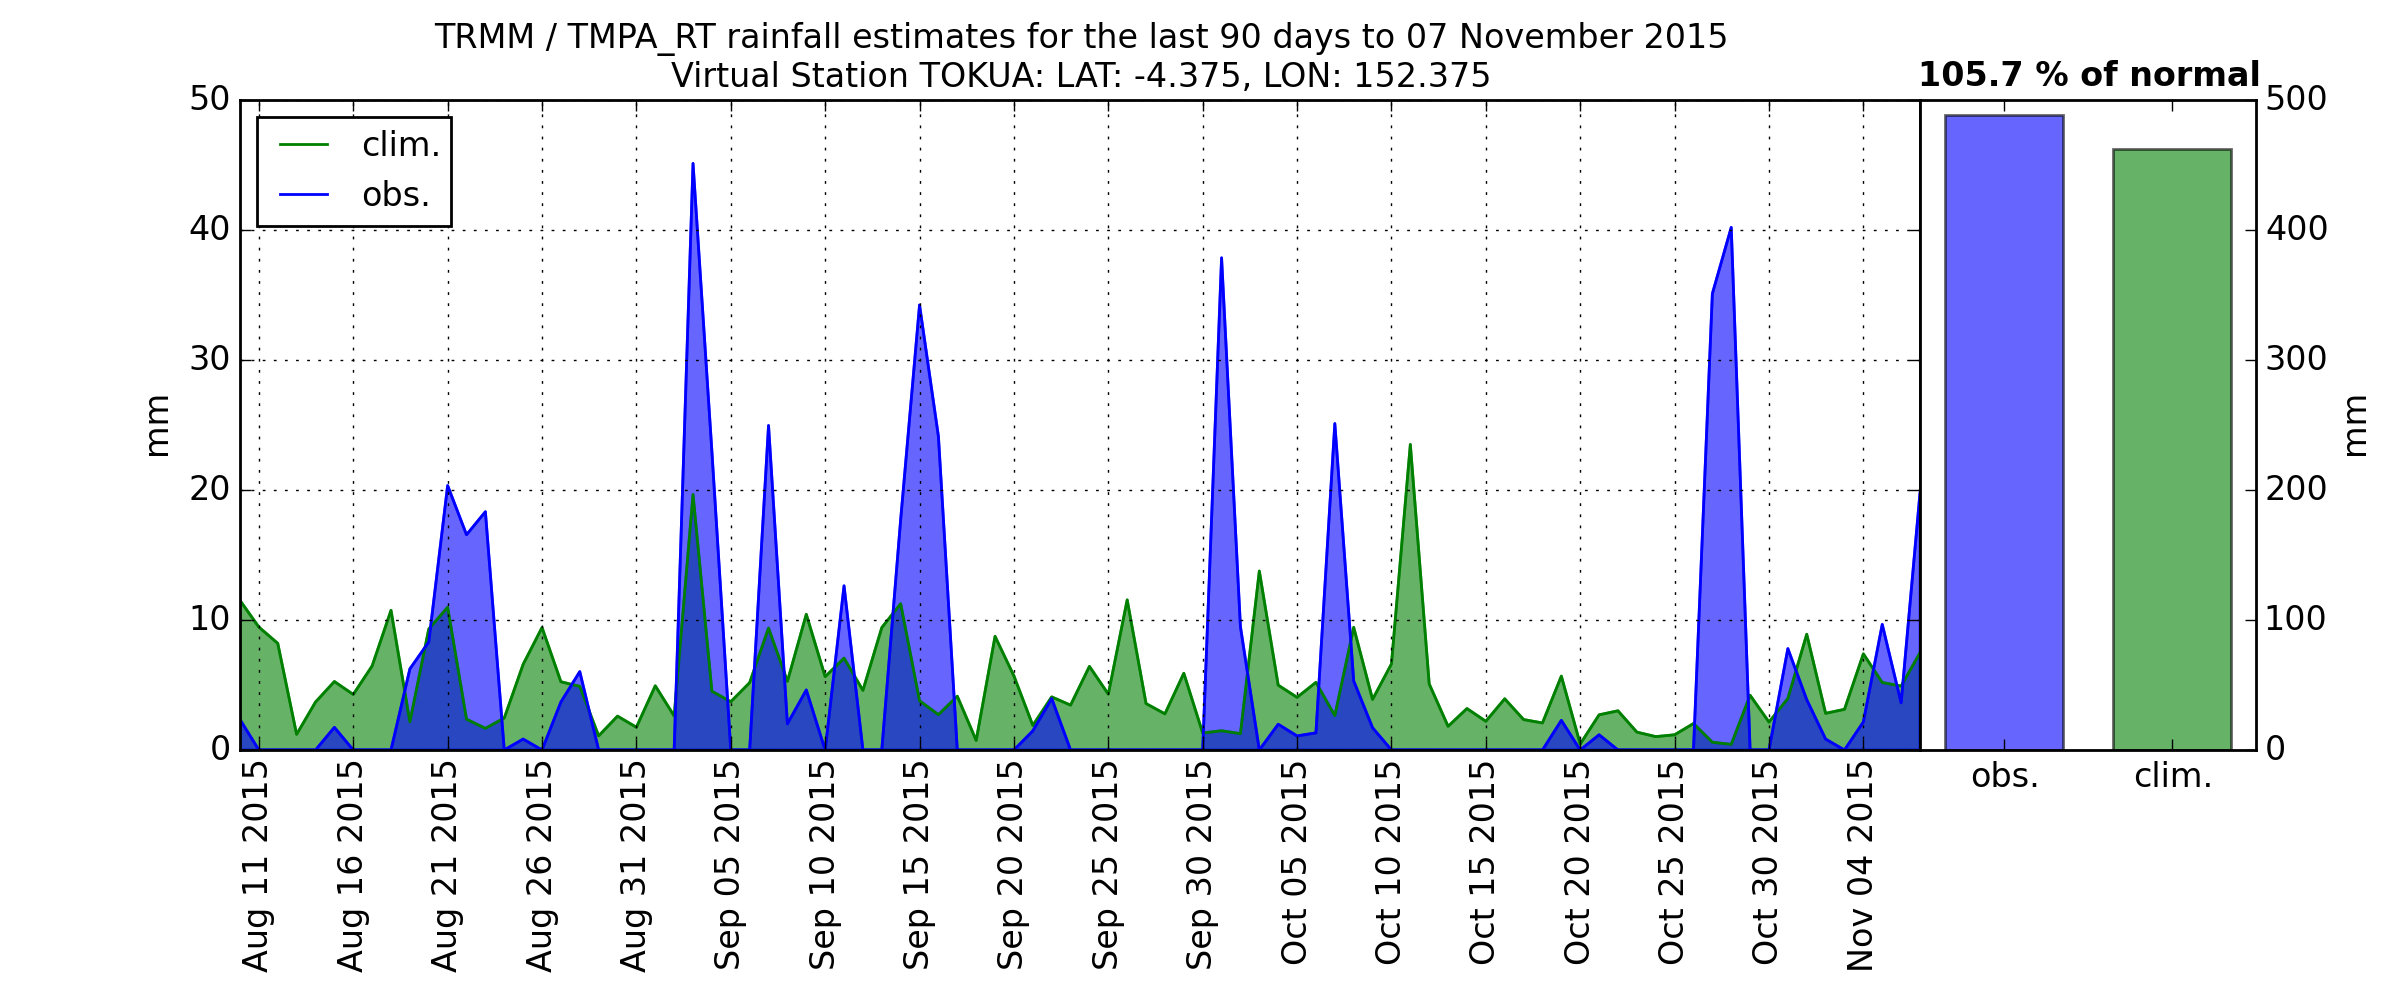 TRMM / TMPA_RT rainfall estimates for the last 90 days to 07 November 2015
Virtual Station TOKUA: LAT: -4.375, LON: 152.375
105.7 % of normal
50
40
30
20
10
0
mm
clim.
obs.
Aug 11 2015
Aug 16 2015
Aug 21 2015
Aug 26 2015
Aug 31 2015
Sep 05 2015
Sep 10 2015
Sep 15 2015
Sep 20 2015
Sep 25 2015
Sep 30 2015
Oct 05 2015
Oct 10 2015
Oct 15 2015
Oct 20 2015
Oct 25 2015
Oct 30 2015
Nov 04 2015
obs.
clim.
500
400
300
200
100
0
mm